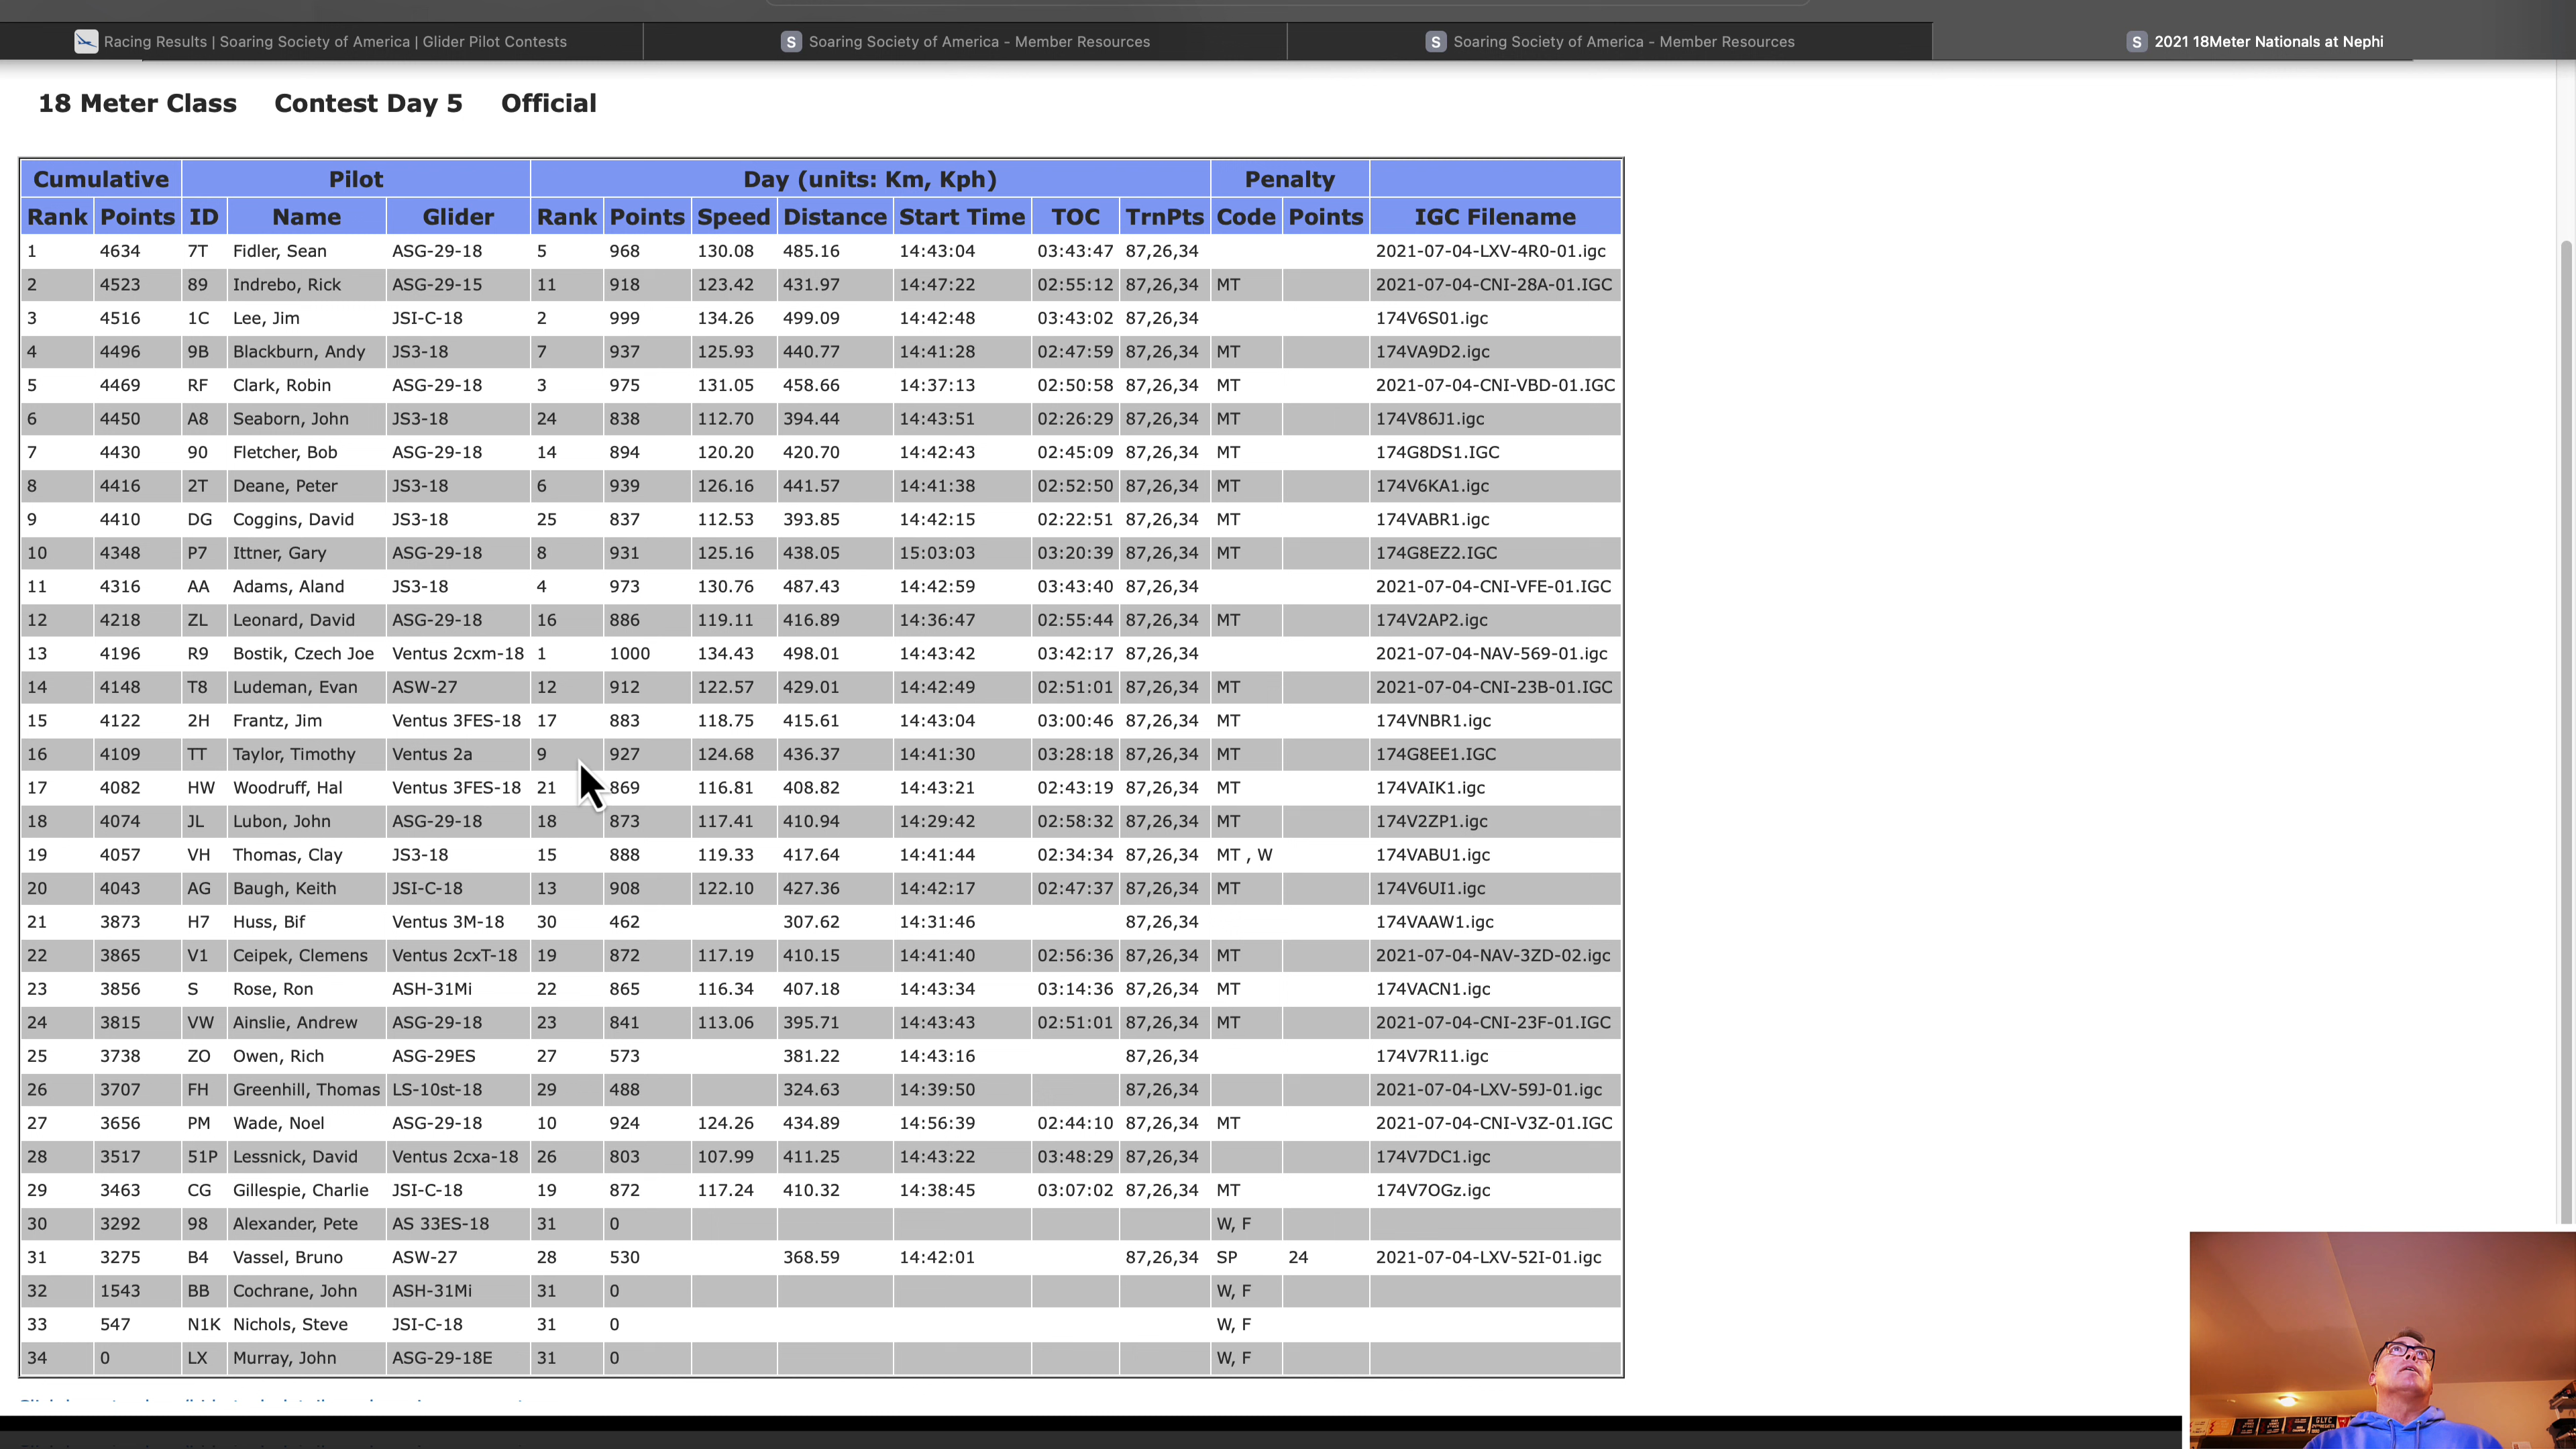 Racing Results | Soaring Society of America | Glider Pilot Contests
S Soaring Society of America - Member Resources
S Soaring Society of America - Member Resources
S 2021 18Meter Nationals at Nephi
18 Meter Class Contest Day 5 Official
Cumulative Pilot Day (units: Km, Kph) Penalty
Rank Points ID Name Glider Rank Points Speed Distance Start Time TOC TrnPts Code Points IGC Filename
1 4634 7T Fidler, Sean ASG-29-18 5 968 130.08 485.16 14:43:04 03:43:47 87,26,34 2021-07-04-LXV-4R0-01.igc
2 4523 89 Indrebo, Rick ASG-29-15 11 918 123.42 431.97 14:47:22 02:55:12 87,26,34 MT 2021-07-04-CNI-28A-01.IGC
3 4516 1C Lee, Jim JSI-C-18 2 999 134.26 499.09 14:42:48 03:43:02 87,26,34 174V6S01.igc
4 4496 9B Blackburn, Andy JS3-18 7 937 125.93 440.77 14:41:28 02:47:59 87,26,34 MT 174VA9D2.igc
5 4469 RF Clark, Robin ASG-29-18 3 975 131.05 458.66 14:37:13 02:50:58 87,26,34 MT 2021-07-04-CNI-VBD-01.IGC
6 4450 A8 Seaborn, John JS3-18 24 838 112.70 394.44 14:43:51 02:26:29 87,26,34 MT 174V86J1.igc
7 4430 90 Fletcher, Bob ASG-29-18 14 894 120.20 420.70 14:42:43 02:45:09 87,26,34 MT 174G8DS1.IGC
8 4416 2T Deane, Peter JS3-18 6 939 126.16 441.57 14:41:38 02:52:50 87,26,34 MT 174V6KA1.igc
9 4410 DG Coggins, David JS3-18 25 837 112.53 393.85 14:42:15 02:22:51 87,26,34 MT 174VABR1.igc
10 4348 P7 Ittner, Gary ASG-29-18 8 931 125.16 438.05 15:03:03 03:20:39 87,26,34 MT 174G8EZ2.IGC
11 4316 AA Adams, Aland JS3-18 4 973 130.76 487.43 14:42:59 03:43:40 87,26,34 2021-07-04-CNI-VFE-01.IGC
12 4218 ZL Leonard, David ASG-29-18 16 886 119.11 416.89 14:36:47 02:55:44 87,26,34 MT 174V2AP2.igc
13 4196 R9 Bostik, Czech Joe Ventus 2cxm-18 1 1000 134.43 498.01 14:43:42 03:42:17 87,26,34 2021-07-04-NAV-569-01.igc
14 4148 T8 Ludeman, Evan ASW-27 12 912 122.57 429.01 14:42:49 02:51:01 87,26,34 MT 2021-07-04-CNI-23B-01.IGC
15 4122 2H Frantz, Jim Ventus 3FES-18 17 883 118.75 415.61 14:43:04 03:00:46 87,26,34 MT 174VNBR1.igc
16 4109 TT Taylor, Timothy Ventus 2a 9 927 124.68 436.37 14:41:30 03:28:18 87,26,34 MT 174G8EE1.IGC
17 4082 HW Woodruff, Hal Ventus 3FES-18 21 869 116.81 408.82 14:43:21 02:43:19 87,26,34 MT 174VAIK1.igc
18 4074 JL Lubon, John ASG-29-18 18 873 117.41 410.94 14:29:42 02:58:32 87,26,34 MT 174V2ZP1.igc
19 4057 VH Thomas, Clay JS3-18 15 888 119.33 417.64 14:41:44 02:34:34 87,26,34 MT , W 174VABU1.igc
20 4043 AG Baugh, Keith JSI-C-18 13 908 122.10 427.36 14:42:17 02:47:37 87,26,34 MT 174V6UI1.igc
21 3873 H7 Huss, Bif Ventus 3M-18 30 462 307.62 14:31:46 87,26,34 174VAAW1.igc
22 3865 V1 Ceipek, Clemens Ventus 2cxT-18 19 872 117.19 410.15 14:41:40 02:56:36 87,26,34 MT 2021-07-04-NAV-3ZD-02.igc
23 3856 S Rose, Ron ASH-31Mi 22 865 116.34 407.18 14:43:34 03:14:36 87,26,34 MT 174VACN1.igc
24 3815 VW Ainslie, Andrew ASG-29-18 23 841 113.06 395.71 14:43:43 02:51:01 87,26,34 MT 2021-07-04-CNI-23F-01.IGC
25 3738 ZO Owen, Rich ASG-29ES 27 573 381.22 14:43:16 87,26,34 174V7R11.igc
26 3707 FH Greenhill, Thomas LS-10st-18 29 488 324.63 14:39:50 87,26,34 2021-07-04-LXV-59J-01.igc
27 3656 PM Wade, Noel ASG-29-18 10 924 124.26 434.89 14:56:39 02:44:10 87,26,34 MT 2021-07-04-CNI-V3Z-01.IGC
28 3517 51P Lessnick, David Ventus 2cxa-18 26 803 107.99 411.25 14:43:22 03:48:29 87,26,34 174V7DC1.igc
29 3463 CG Gillespie, Charlie JSI-C-18 19 872 117.24 410.32 14:38:45 03:07:02 87,26,34 MT 174V7OGz.igc
30 3292 98 Alexander, Pete AS 33ES-18 31 0 W, F
31 3275 B4 Vassel, Bruno ASW-27 28 530 368.59 14:42:01 87,26,34 SP 24 2021-07-04-LXV-52I-01.igc
32 1543 BB Cochrane, John ASH-31Mi 31 0 W, F
33 547 N1K Nichols, Steve JSI-C-18 31 0 W, F
34 0 LX Murray, John ASG-29-18E 31 0 W, F